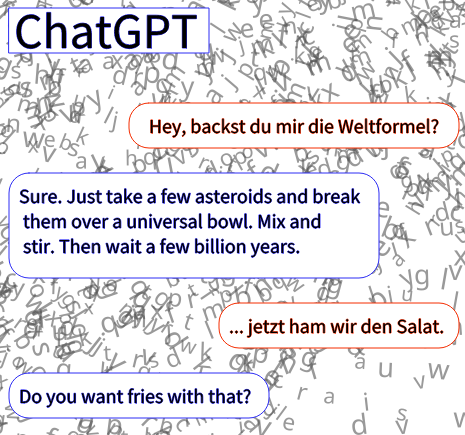 ChatGPT
Hey, backst du mir die Weltformel?
Sure. Just take a few asteroids and break
them over a universal bowl. Mix and
stir. Then wait a few billion years.
... jetzt ham wir den Salat.
Do you want fries with that?